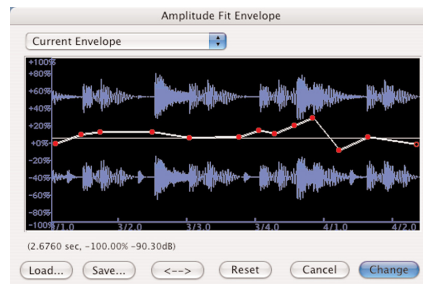 Amplitude Fit Envelope
Current Envelope
+100%
+80%
+60%
+40%
+20%
+0%
-20%
-40%
-60%
-80%
-100%
3/1.0 3/2.0 3/3.0 3/4.0 4/1.0 4/2.0
(2.6760 sec, -100.00% -90.30dB)
Load... Save... <--> Reset Cancel Change